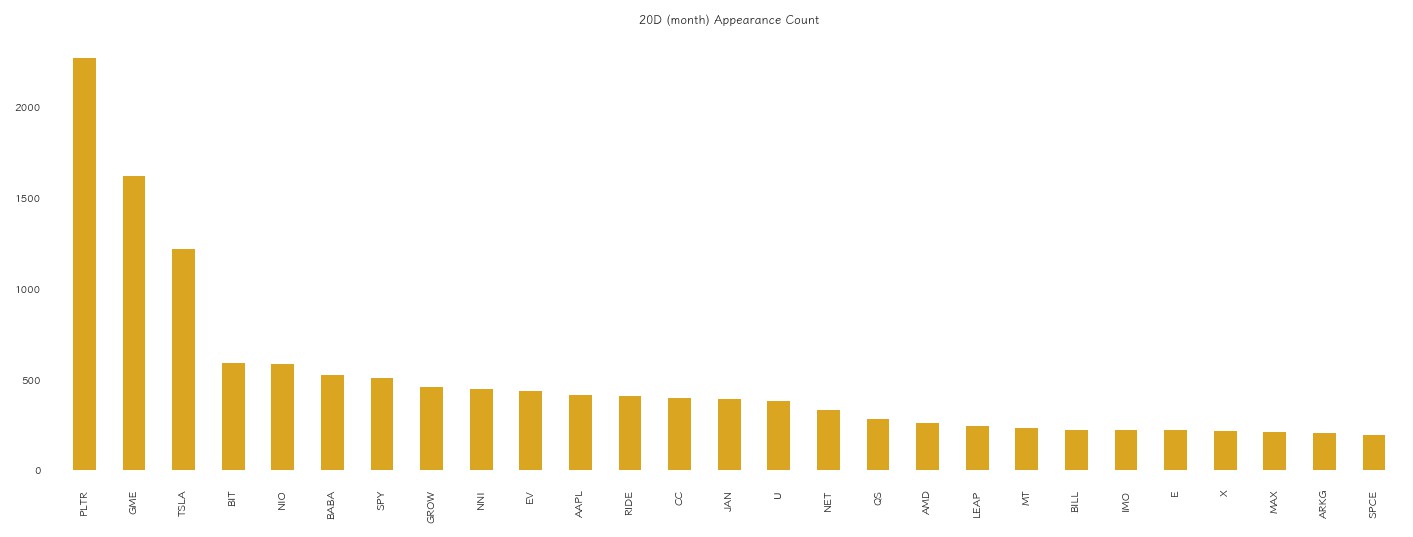 20D (month) Appearance Count
2000
1500
1000
500
0
PLTR
GME
TSLA
BIT
NIO
BABA
SPY
GROW
NNI
EV
AAPL
RIDE
CC
JAN
U
NET
QS
AMD
LEAP
MT
BILL
IMO
E
X
MAX
ARKG
SPCE